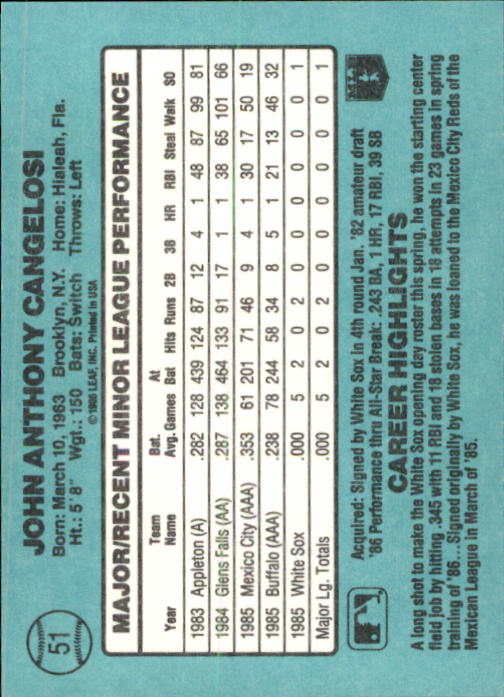 51
JOHN ANTHONY CANGELOSI
Born: March 10, 1963 Brooklyn, N.Y. Home: Hialeah, Fla.
Ht.: 5' 8" Wgt.: 150 Bats: Switch Throws: Left
©1986 LEAF, INC. Printed in USA
MAJOR/RECENT MINOR LEAGUE PERFORMANCE
Team Bat. At
Year Name Avg. Games Bat Hits Runs 2B 3B HR RBI Steal Walk SO
1983 Appleton (A) .282 128 439 124 87 12 4 1 48 87 99 81
1984 Glens Falls (AA) .287 138 464 133 91 17 1 1 38 65 101 66
1985 Mexico City (AAA) .353 61 201 71 46 9 4 1 30 17 50 19
1985 Buffalo (AAA) .238 78 244 58 34 8 5 1 21 13 46 32
1985 White Sox .000 5 2 0 2 0 0 0 0 0 0 1
Major Lg. Totals .000 5 2 0 2 0 0 0 0 0 0 1
Acquired: Signed by White Sox in 4th round Jan. '82 amateur draft
'86 Performance thru All-Star Break: .243 BA, 1 HR, 17 RBI, 39 SB
CAREER HIGHLIGHTS
A long shot to make the White Sox opening day roster this spring, he won the starting center
field job by hitting .345 with 11 RBI and 18 stolen bases in 18 attempts in 23 games in spring
training of '86...Signed originally by White Sox, he was loaned to the Mexico City Reds of the
Mexican League in March of '85.